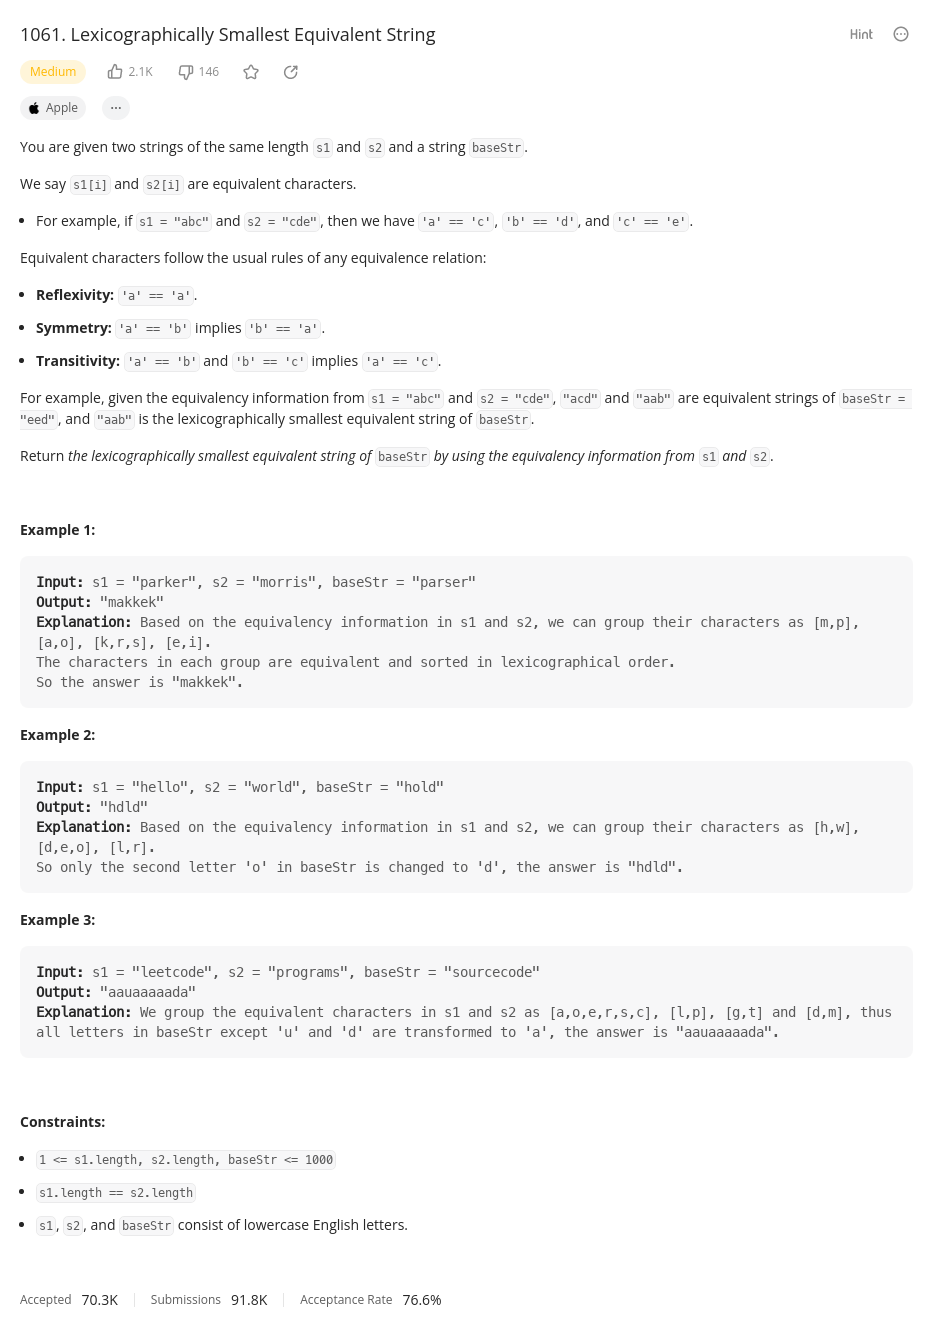 1061. Lexicographically Smallest Equivalent String
Hint
Medium 2.1K 146
Apple ...
You are given two strings of the same length s1 and s2 and a string baseStr.
We say s1[i] and s2[i] are equivalent characters.
• For example, if s1 = "abc" and s2 = "cde", then we have 'a' == 'c', 'b' == 'd', and 'c' == 'e'.
Equivalent characters follow the usual rules of any equivalence relation:
• Reflexivity: 'a' == 'a'.
• Symmetry: 'a' == 'b' implies 'b' == 'a'.
• Transitivity: 'a' == 'b' and 'b' == 'c' implies 'a' == 'c'.
For example, given the equivalency information from s1 = "abc" and s2 = "cde", "acd" and "aab" are equivalent strings of baseStr =
"eed", and "aab" is the lexicographically smallest equivalent string of baseStr.
Return the lexicographically smallest equivalent string of baseStr by using the equivalency information from s1 and s2.
Example 1:
Input: s1 = "parker", s2 = "morris", baseStr = "parser"
Output: "makkek"
Explanation: Based on the equivalency information in s1 and s2, we can group their characters as [m,p],
[a,o], [k,r,s], [e,i].
The characters in each group are equivalent and sorted in lexicographical order.
So the answer is "makkek".
Example 2:
Input: s1 = "hello", s2 = "world", baseStr = "hold"
Output: "hdld"
Explanation: Based on the equivalency information in s1 and s2, we can group their characters as [h,w],
[d,e,o], [l,r].
So only the second letter 'o' in baseStr is changed to 'd', the answer is "hdld".
Example 3:
Input: s1 = "leetcode", s2 = "programs", baseStr = "sourcecode"
Output: "aauaaaaada"
Explanation: We group the equivalent characters in s1 and s2 as [a,o,e,r,s,c], [l,p], [g,t] and [d,m], thus
all letters in baseStr except 'u' and 'd' are transformed to 'a', the answer is "aauaaaaada".
Constraints:
• 1 <= s1.length, s2.length, baseStr <= 1000
• s1.length == s2.length
• s1, s2, and baseStr consist of lowercase English letters.
Accepted 70.3K Submissions 91.8K Acceptance Rate 76.6%